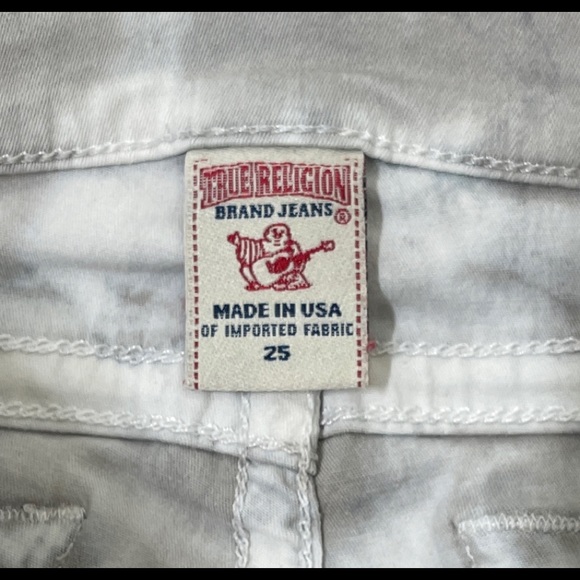 TRUE RELIGION
BRAND JEANS ®
MADE IN USA
OF IMPORTED FABRIC
25